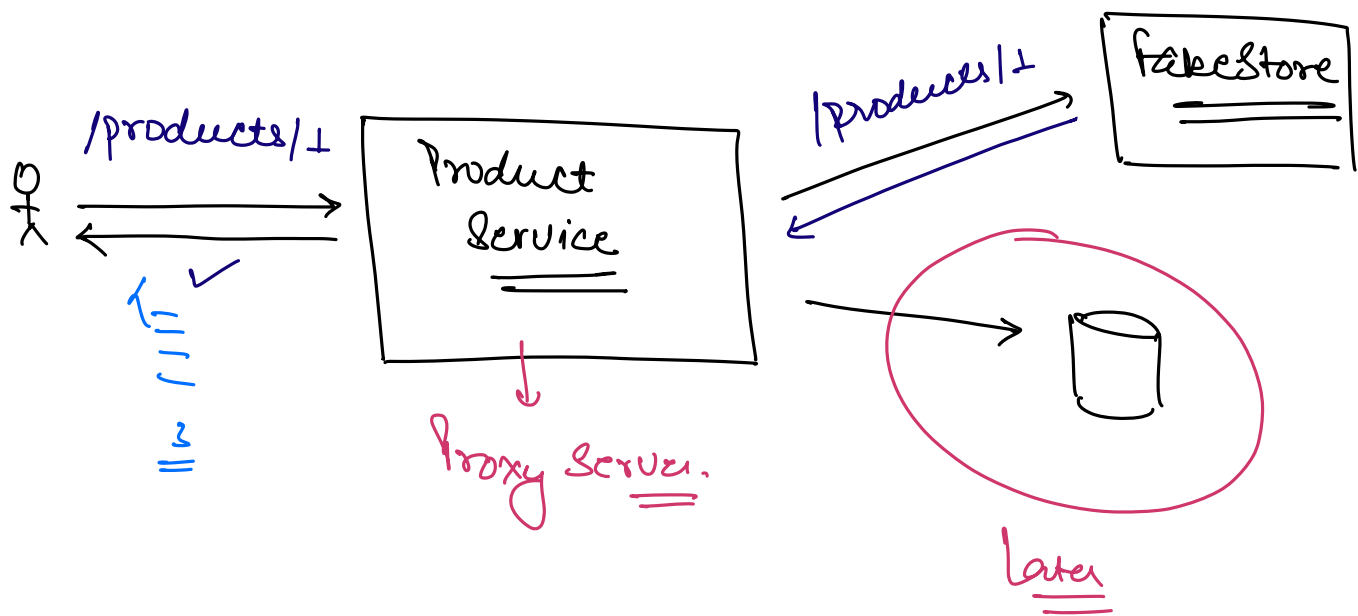 /products/1
Product
Service
/products/1
FakeStore
{
}
Proxy Server.
Later